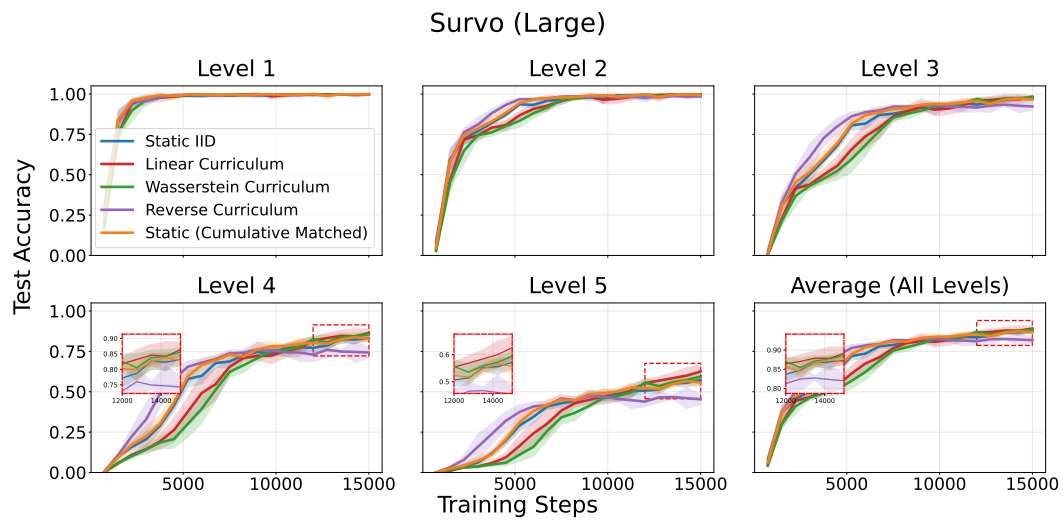 Survo (Large)
Level 1
Level 2
Level 3
Test Accuracy
1.00
0.75
0.50
0.25
0.00
Static IID
Linear Curriculum
Wasserstein Curriculum
Reverse Curriculum
Static (Cumulative Matched)
Level 4
Level 5
Average (All Levels)
1.00
0.75
0.50
0.25
0.00
0.90
0.85
0.80
0.75
12000 14000
0.6
0.5
12000 14000
0.90
0.85
0.80
12000 14000
5000 10000 15000
5000 10000 15000
5000 10000 15000
Training Steps